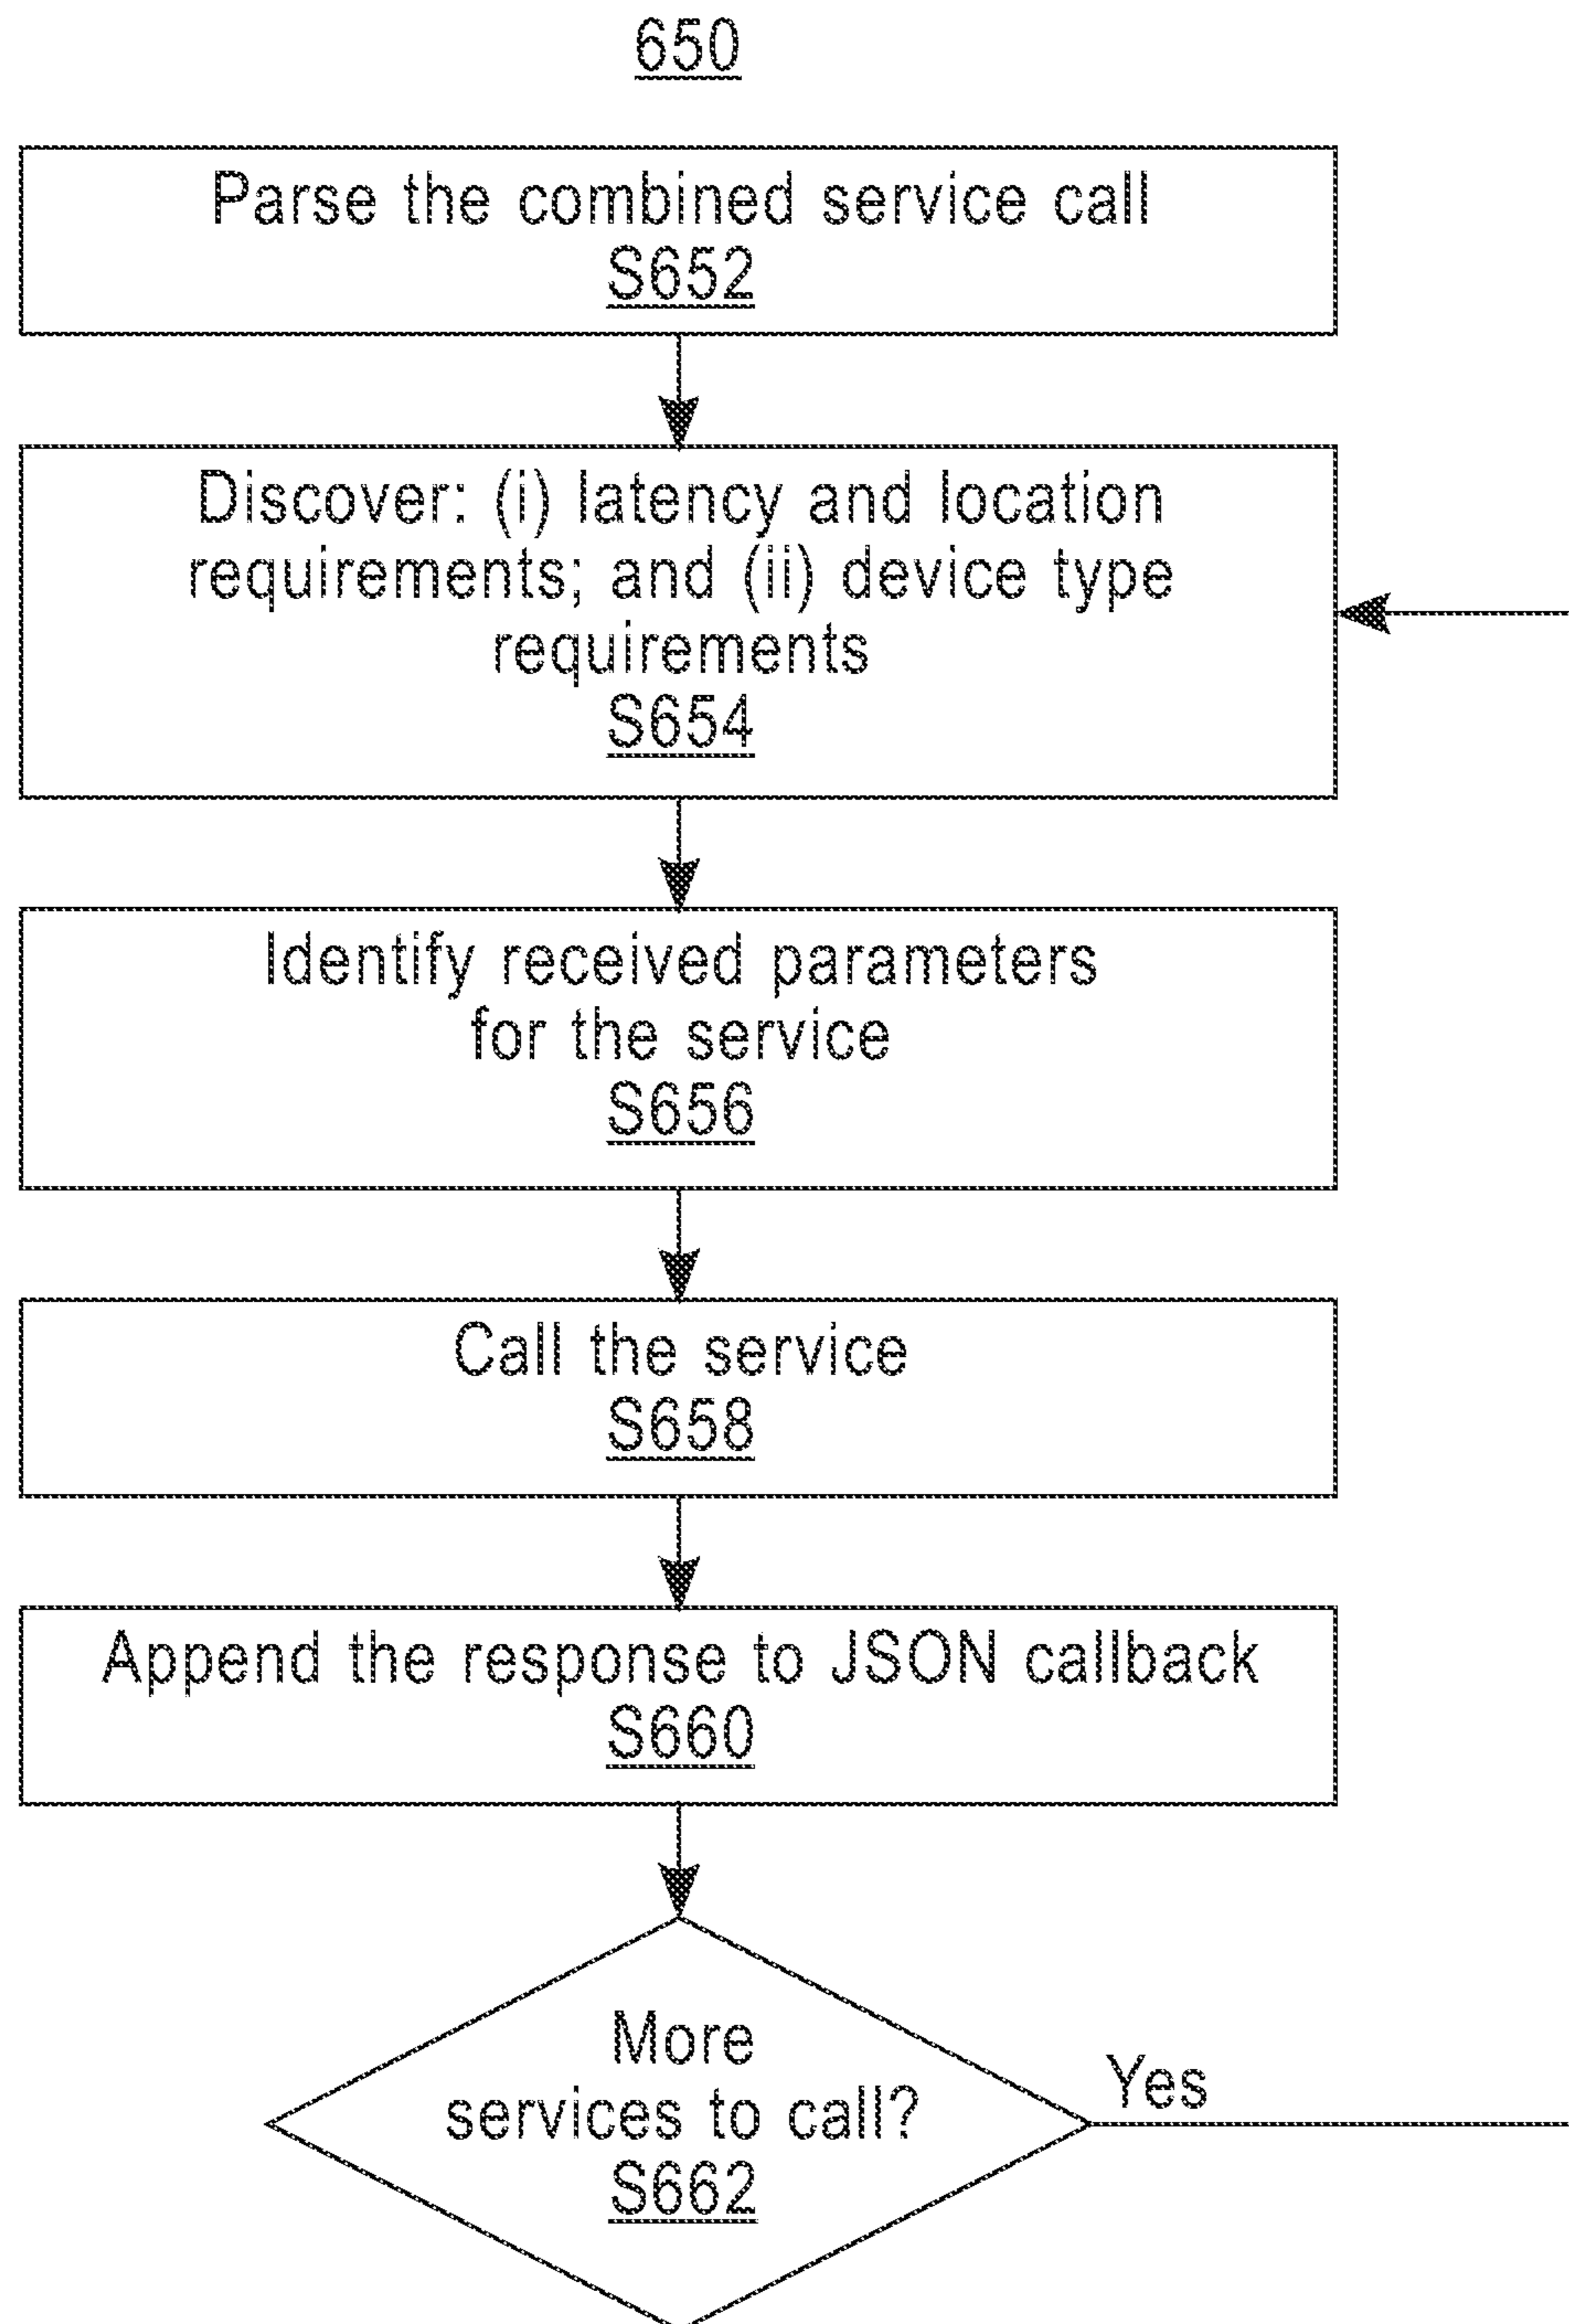 650
Parse the combined service call
S652
Discover: (i) latency and location
requirements; and (ii) device type
requirements
S654
Identify received parameters
for the service
S656
Call the service
S658
Append the response to JSON callback
S660
More
services to call?
S662
Yes